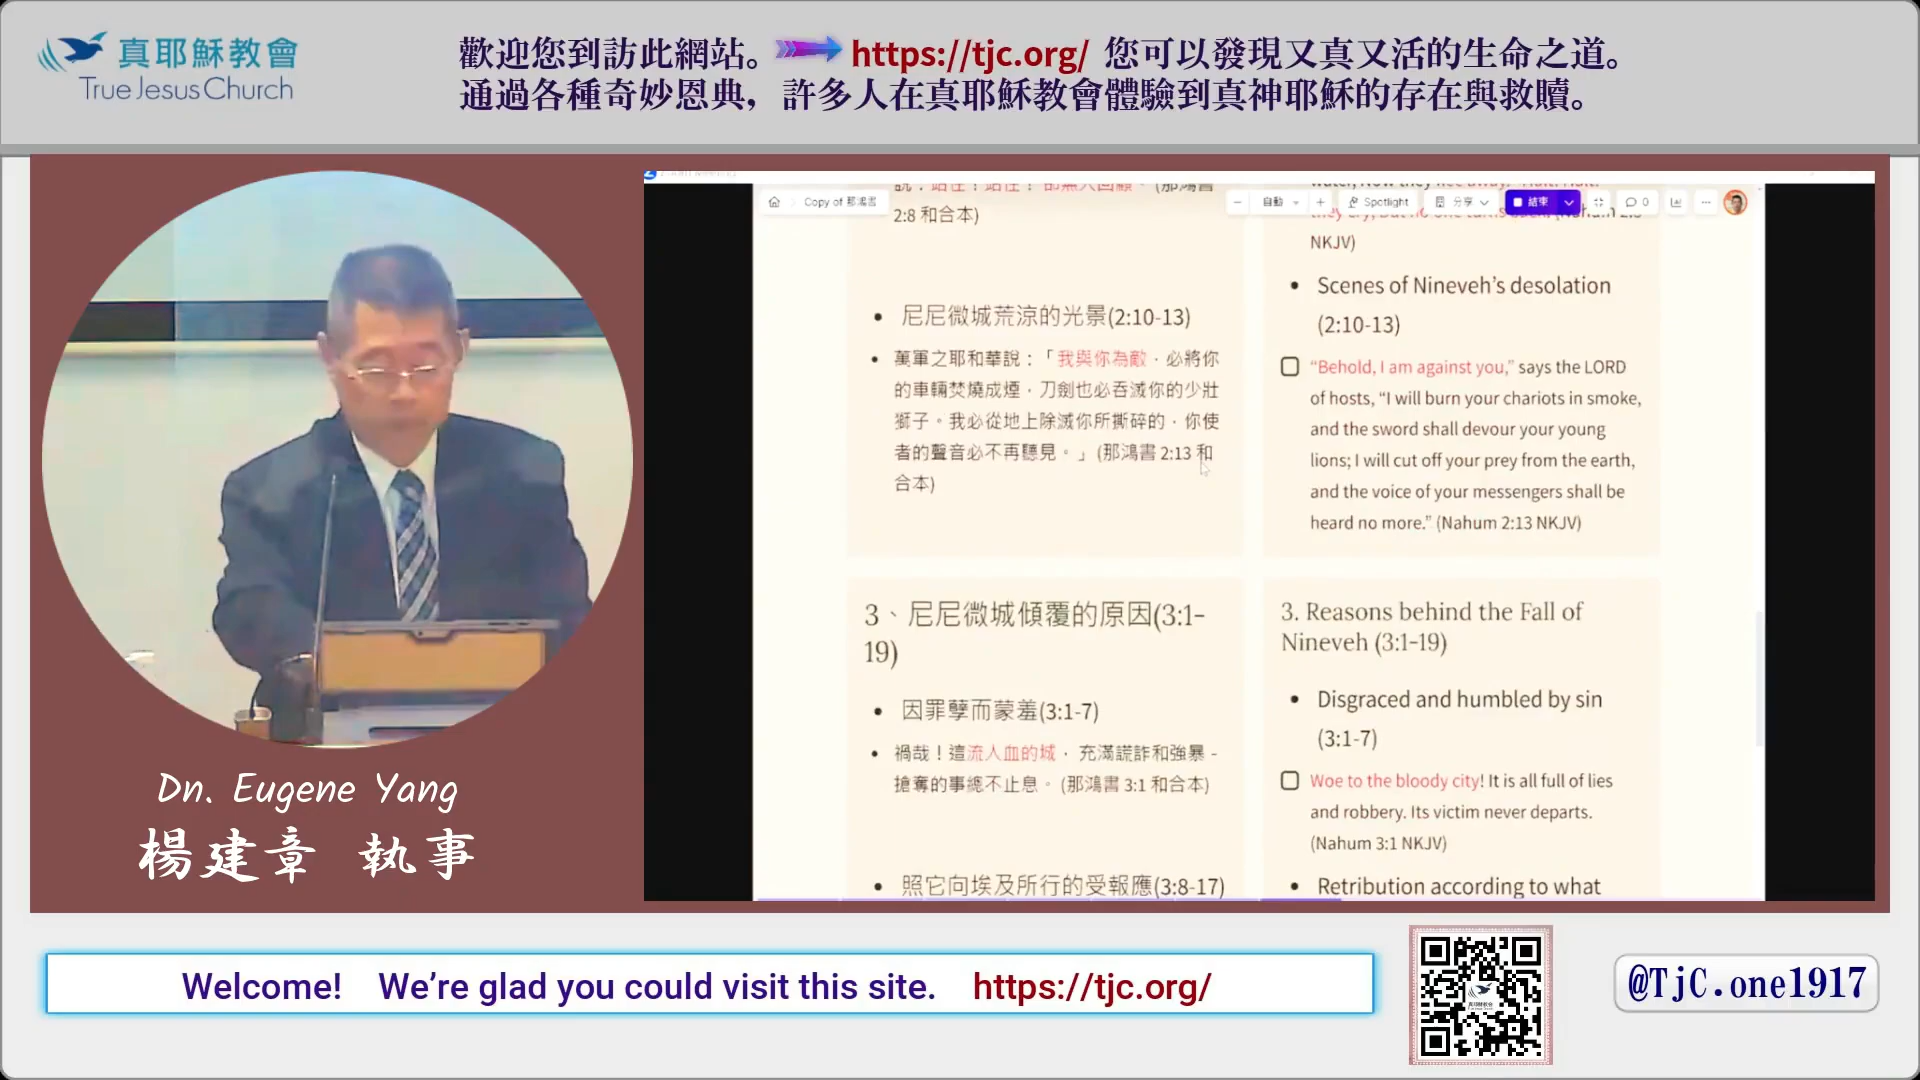 真耶穌教會
True Jesus Church
歡迎您到訪此網站。 https://tjc.org/ 您可以發現又真又活的生命之道。
通過各種奇妙恩典，許多人在真耶穌教會體驗到真神耶穌的存在與救贖。
Copy of 那鴻書
自動
Spotlight
分享
結束
0
2:8 和合本)
尼尼微城荒涼的光景(2:10-13)
萬軍之耶和華說：「我與你為敵，必將你
的車輛焚燒成煙，刀劍也必吞滅你的少壯
獅子。我必從地上除滅你所撕碎的，你使
者的聲音必不再聽見。」(那鴻書 2:13 和
合本)
3、尼尼微城傾覆的原因(3:1-
19)
因罪孽而蒙羞(3:1-7)
禍哉！這流人血的城， 充滿謊詐和強暴 -
搶奪的事總不止息。 (那鴻書 3:1 和合本)
照它向埃及所行的受報應(3:8-17)
NKJV)
Scenes of Nineveh’s desolation
(2:10-13)
“Behold, I am against you,” says the LORD
of hosts, “I will burn your chariots in smoke,
and the sword shall devour your young
lions; I will cut off your prey from the earth,
and the voice of your messengers shall be
heard no more.” (Nahum 2:13 NKJV)
3. Reasons behind the Fall of
Nineveh (3:1-19)
Disgraced and humbled by sin
(3:1-7)
Woe to the bloody city! It is all full of lies
and robbery. Its victim never departs.
(Nahum 3:1 NKJV)
Retribution according to what
Dn. Eugene Yang
楊建章 執事
Welcome! We’re glad you could visit this site. https://tjc.org/
@TjC.one1917